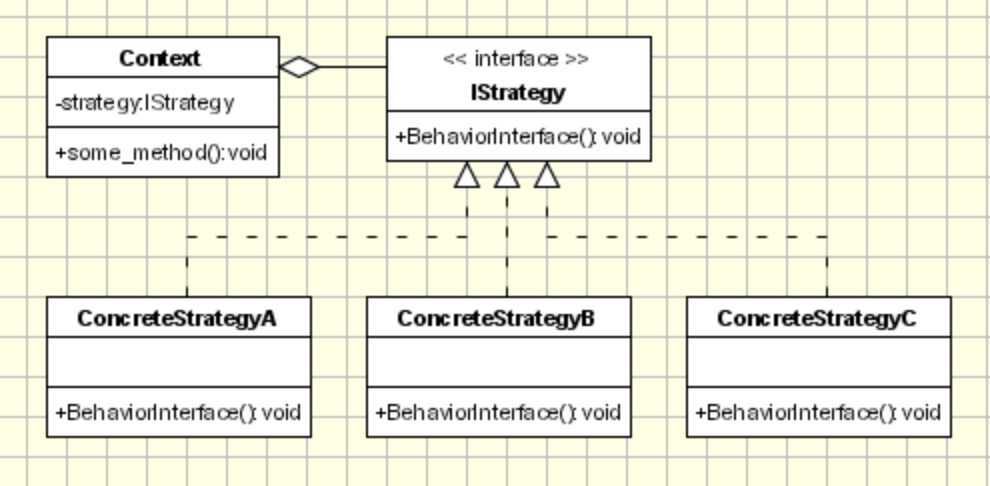 Context
-strategy:IStrategy
+some_method():void
<< interface >>
IStrategy
+BehaviorInterface(): void
ConcreteStrategyA
+BehaviorInterface(): void
ConcreteStrategyB
+BehaviorInterface(): void
ConcreteStrategyC
+BehaviorInterface(): void